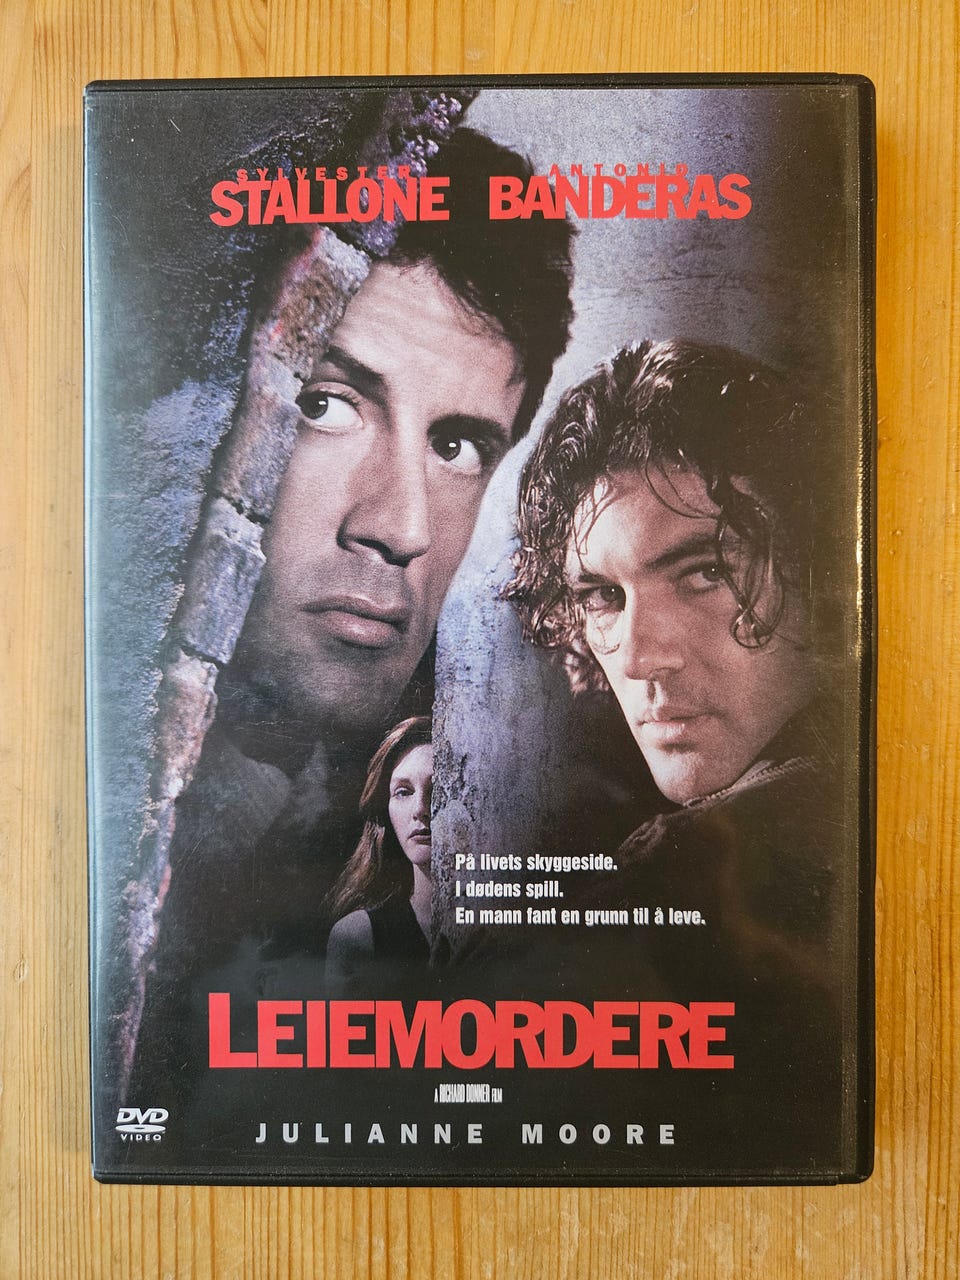 SYLVESTER ANTONIO
STALLONE BANDERAS
På livets skyggeside.
I dødens spill.
En mann fant en grunn til å leve.
LEIEMORDERE
A RICHARD DONNER FILM
JULIANNE MOORE
DVD
VIDEO